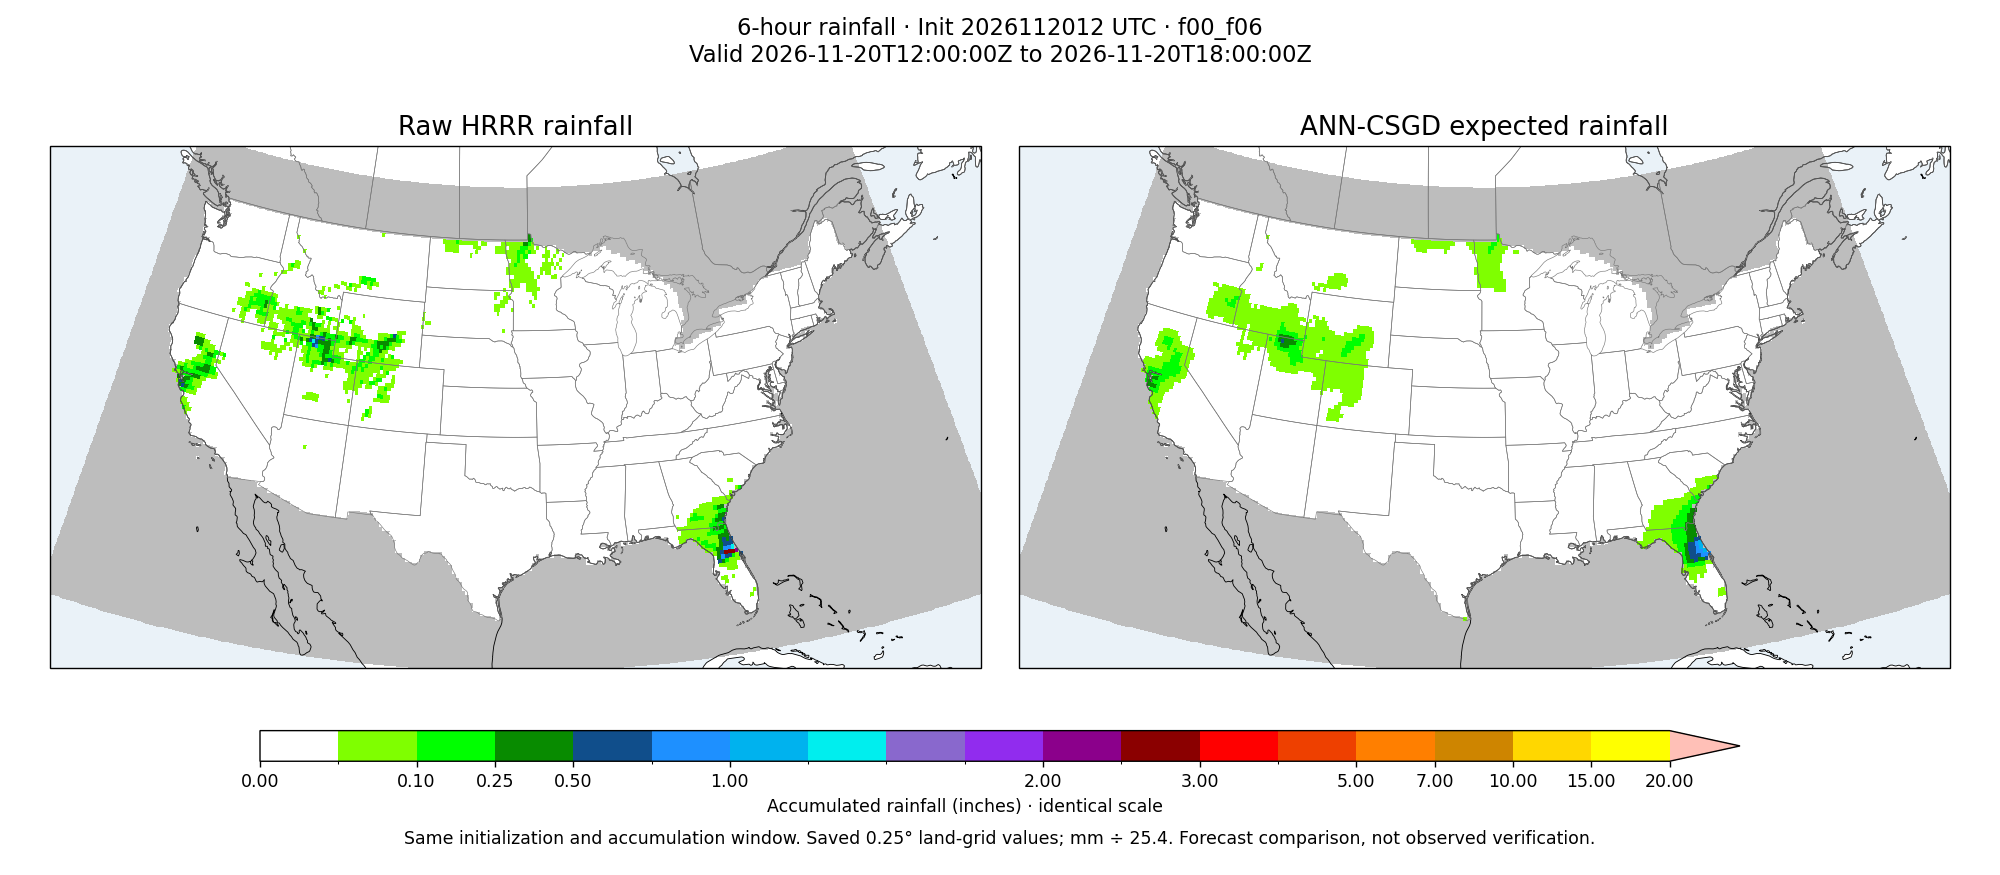 6-hour rainfall · Init 2026112012 UTC · f00_f06
Valid 2026-11-20T12:00:00Z to 2026-11-20T18:00:00Z
Raw HRRR rainfall
ANN-CSGD expected rainfall
0.00 0.10 0.25 0.50 1.00 2.00 3.00 5.00 7.00 10.00 15.00 20.00
Accumulated rainfall (inches) · identical scale
Same initialization and accumulation window. Saved 0.25° land-grid values; mm ÷ 25.4. Forecast comparison, not observed verification.